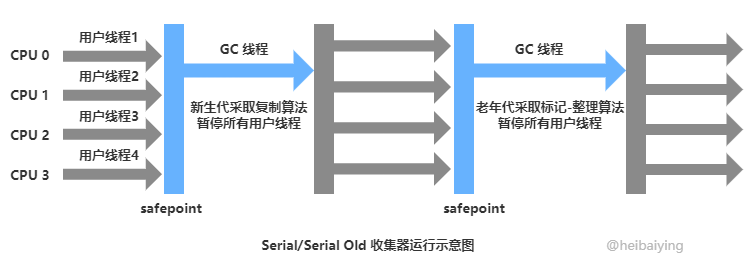 用户线程1
CPU 0
用户线程2
CPU 1
用户线程3
CPU 2
用户线程4
CPU 3
safepoint
GC 线程
新生代采取复制算法
暂停所有用户线程
safepoint
GC 线程
老年代采取标记-整理算法
暂停所有用户线程
Serial/Serial Old 收集器运行示意图
@heibaiying